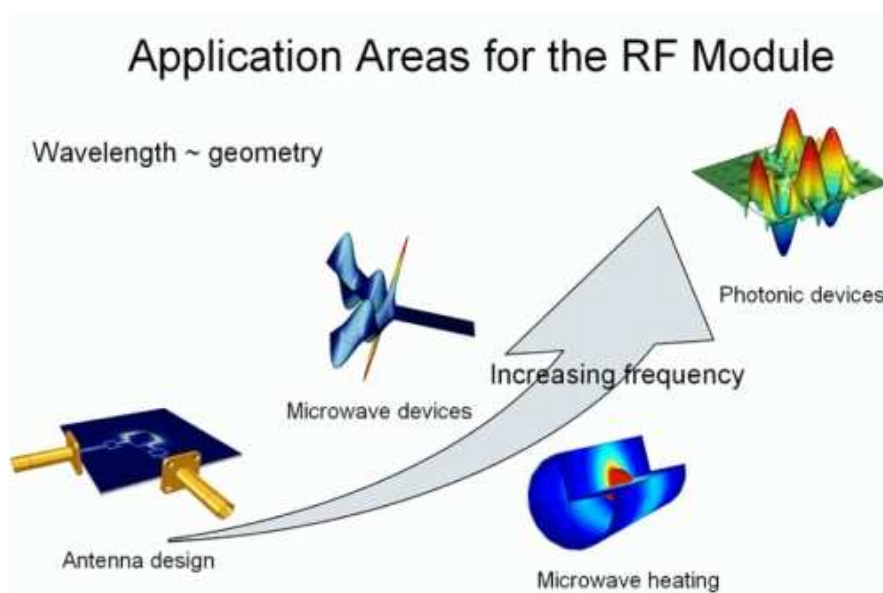 Application Areas for the RF Module
Wavelength ~ geometry
Photonic devices
Increasing frequency
Microwave devices
Antenna design
Microwave heating